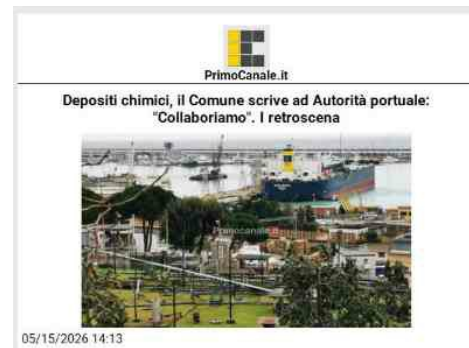 PrimoCanale.it
Depositi chimici, il Comune scrive ad Autorità portuale:
"Collaboriamo". I retroscena
Primocanale.it
05/15/2026 14:13